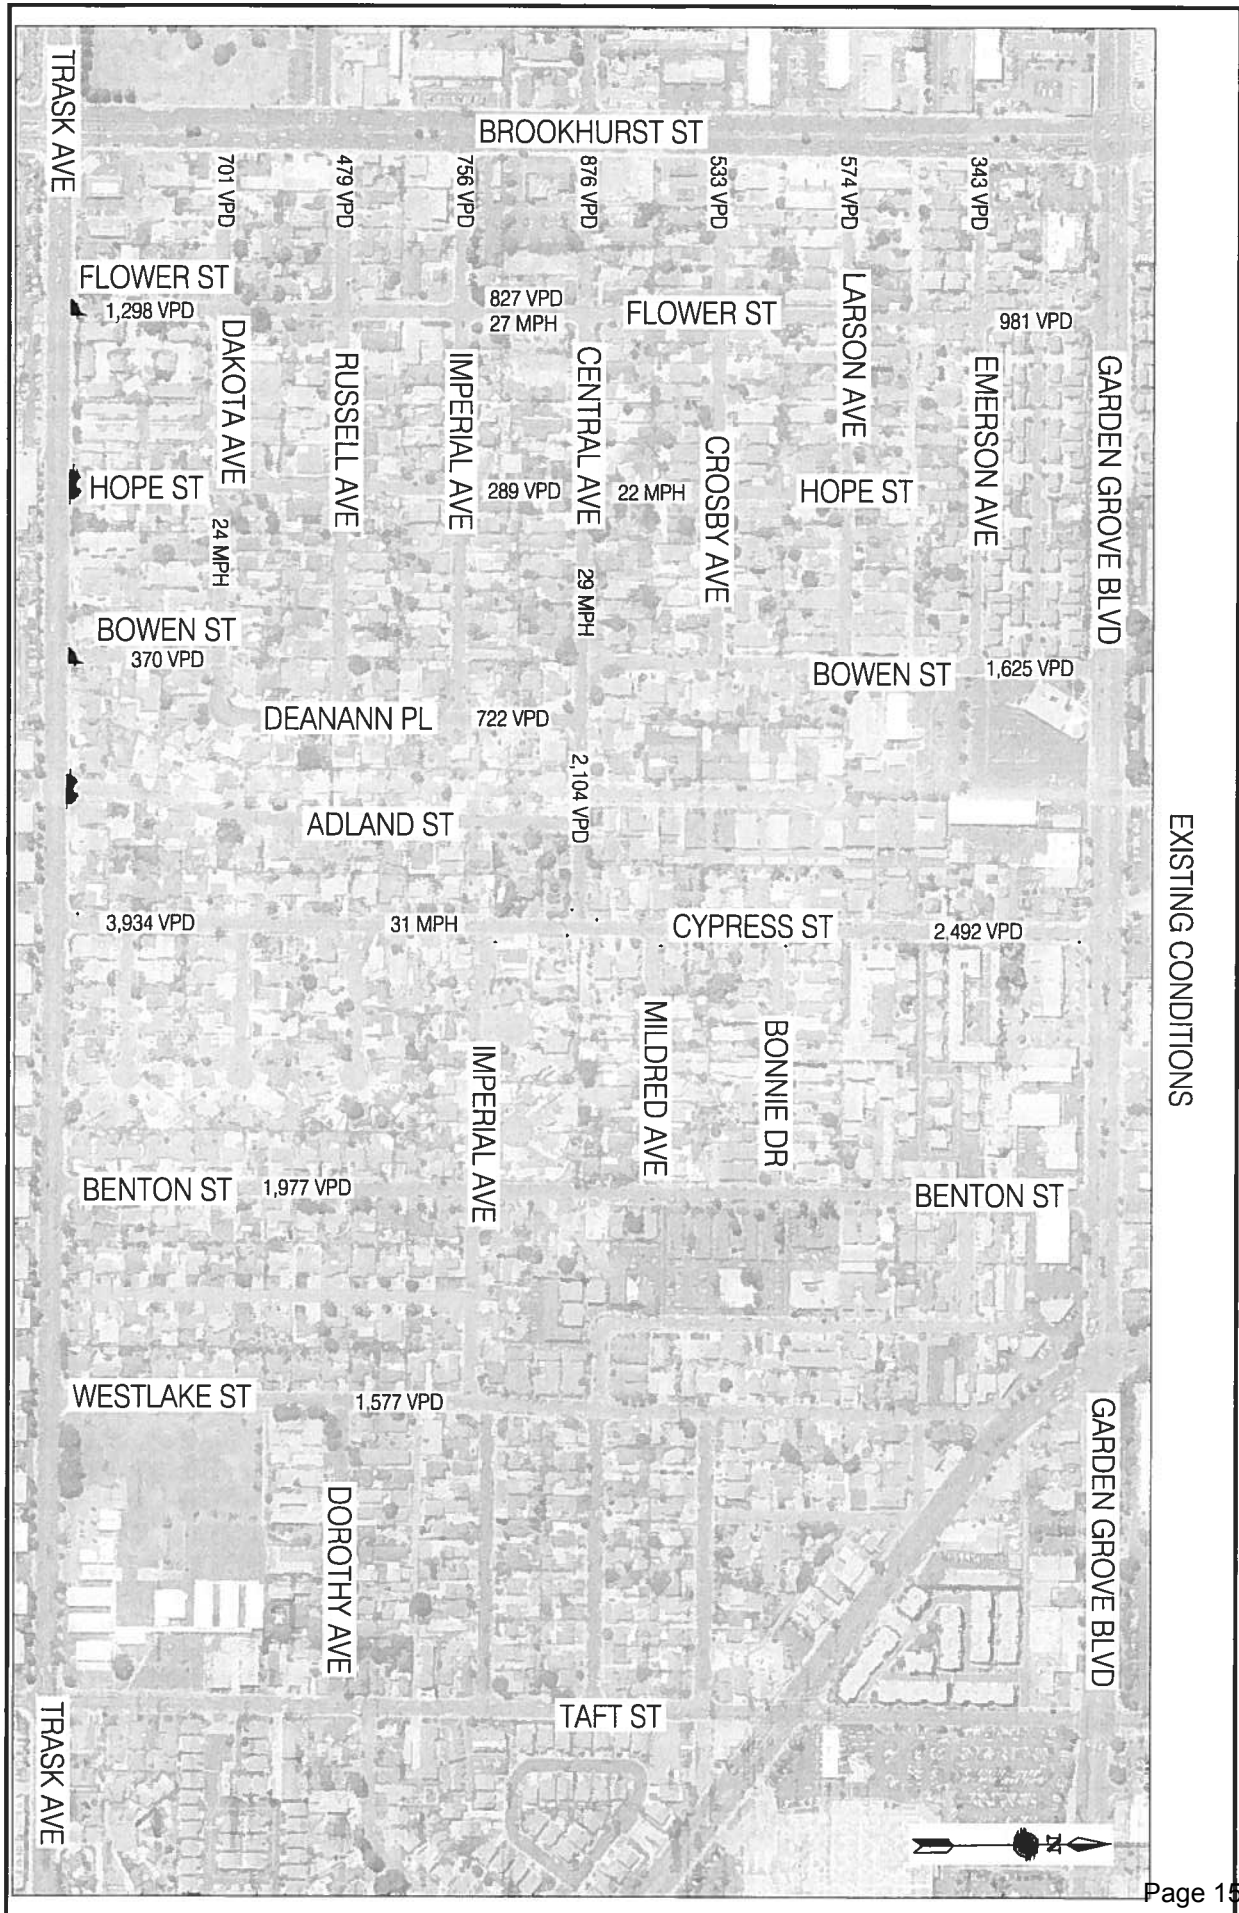 EXISTING CONDITIONS
TRASK AVE
BROOKHURST ST
701 VPD
479 VPD
756 VPD
876 VPD
533 VPD
574 VPD
343 VPD
FLOWER ST
1,298 VPD
827 VPD
27 MPH
FLOWER ST
981 VPD
DAKOTA AVE
RUSSELL AVE
IMPERIAL AVE
CENTRAL AVE
CROSBY AVE
LARSON AVE
EMERSON AVE
GARDEN GROVE BLVD
HOPE ST
289 VPD
22 MPH
HOPE ST
24 MPH
29 MPH
BOWEN ST
370 VPD
BOWEN ST
1,625 VPD
DEANANN PL
722 VPD
2,104 VPD
ADLAND ST
3,934 VPD
31 MPH
CYPRESS ST
2,492 VPD
IMPERIAL AVE
MILDRED AVE
BONNIE DR
BENTON ST
1,977 VPD
BENTON ST
WESTLAKE ST
1,577 VPD
DOROTHY AVE
GARDEN GROVE BLVD
TAFT ST
TRASK AVE
N
Page 15